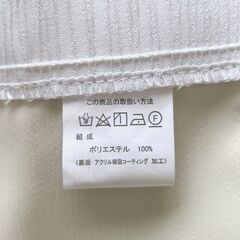 この商品の取扱い方法
組成
ポリエステル 100%
(裏面 アクリル樹脂コーティング 加工)